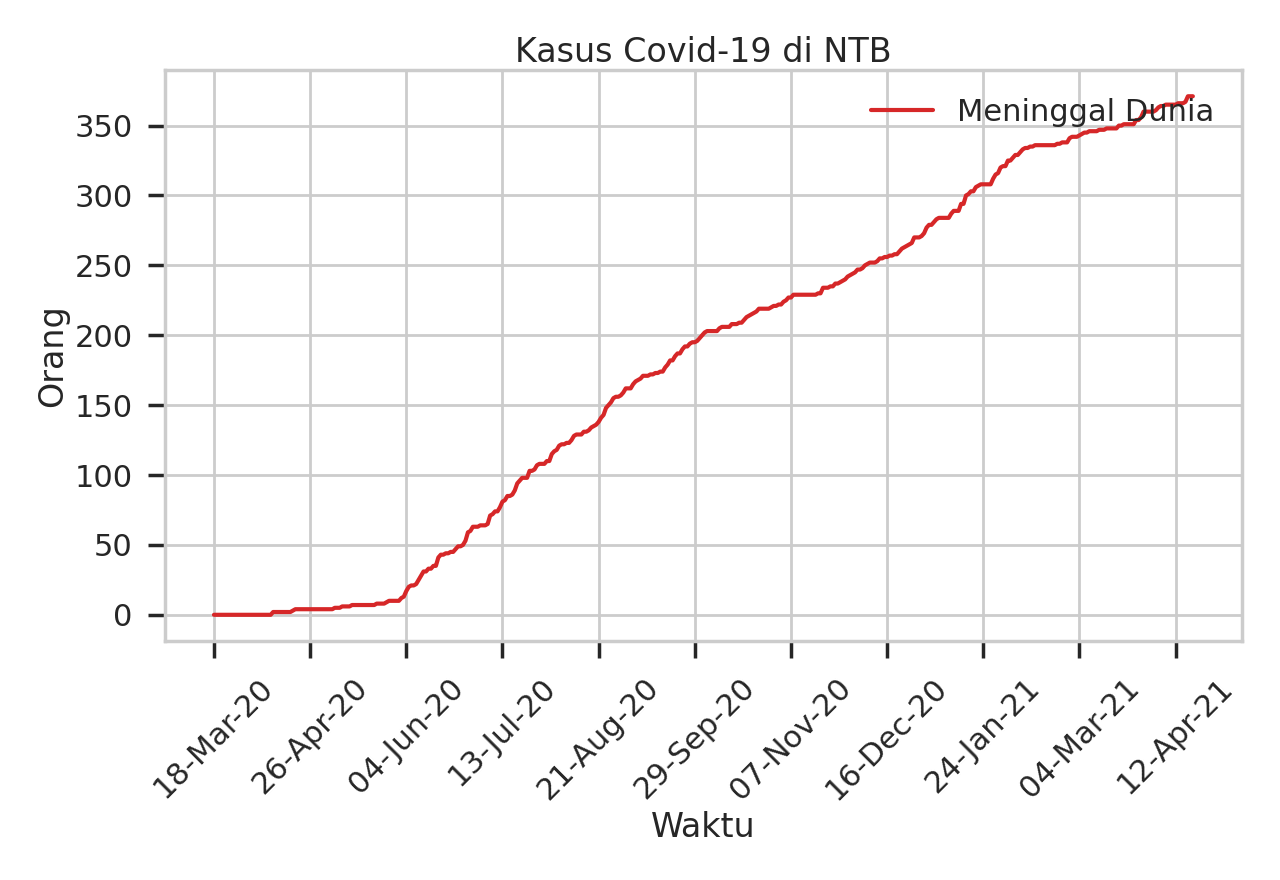 Kasus Covid-19 di NTB
Meninggal Dunia
Orang
350
300
250
200
150
100
50
0
18-Mar-20
26-Apr-20
04-Jun-20
13-Jul-20
21-Aug-20
29-Sep-20
07-Nov-20
16-Dec-20
24-Jan-21
04-Mar-21
12-Apr-21
Waktu